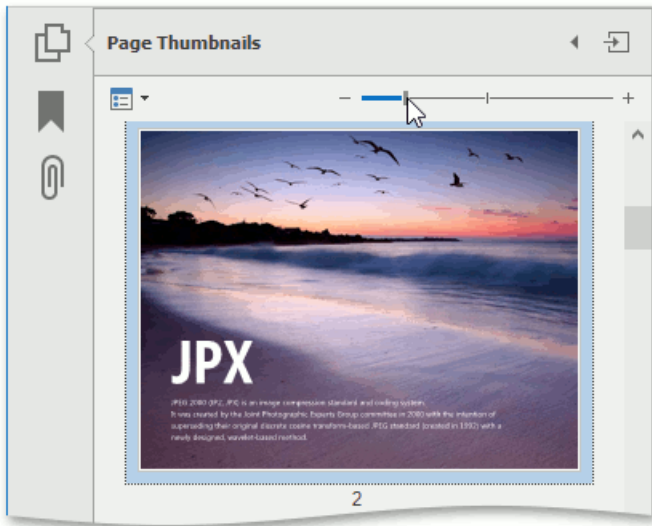 Page Thumbnails
JPX
JPEG 2000 (JP2, JPX) is an image compression standard and coding system.
It was created by the Joint Photographic Experts Group committee in 2000 with the intention of
superseding their original discrete cosine transform-based JPEG standard (created in 1992) with a
newly designed, wavelet-based method.
2